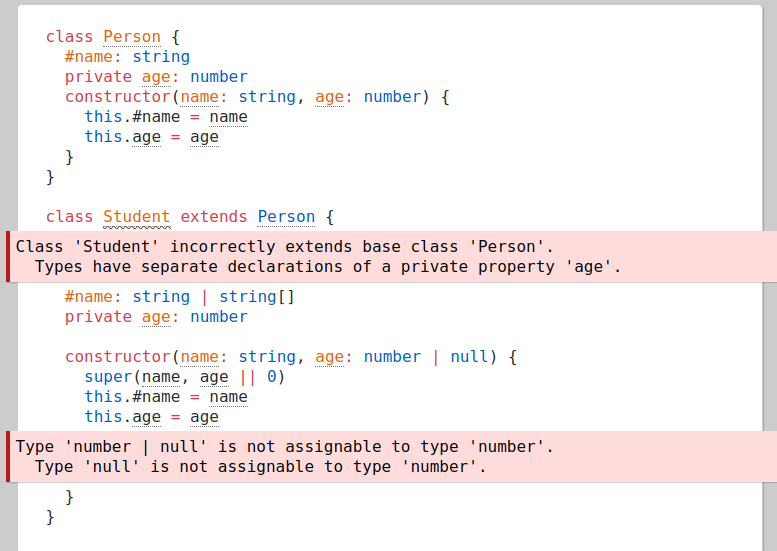 class Person {
#name: string
private age: number
constructor(name: string, age: number) {
this.#name = name
this.age = age
}
}
class Student extends Person {
Class 'Student' incorrectly extends base class 'Person'.
Types have separate declarations of a private property 'age'.
#name: string | string[]
private age: number
constructor(name: string, age: number | null) {
super(name, age || 0)
this.#name = name
this.age = age
Type 'number | null' is not assignable to type 'number'.
Type 'null' is not assignable to type 'number'.
}
}